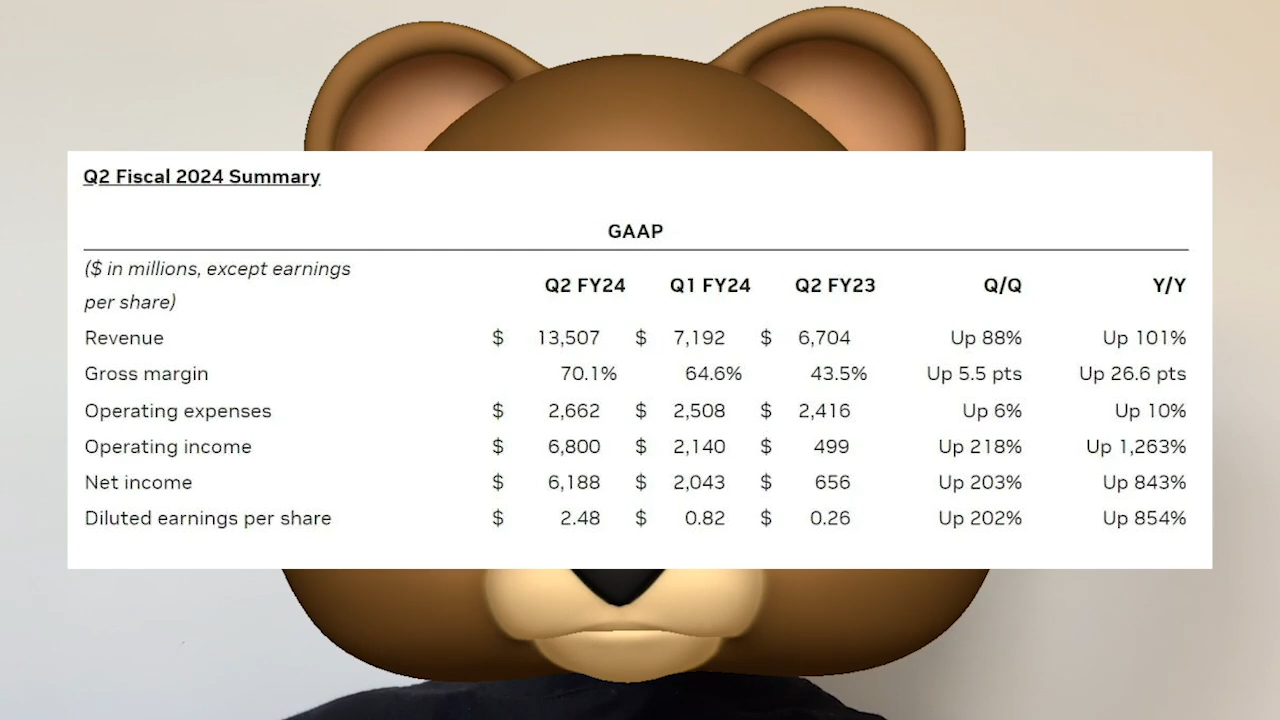 Q2 Fiscal 2024 Summary
GAAP
($ in millions, except earnings
per share) Q2 FY24 Q1 FY24 Q2 FY23 Q/Q Y/Y
Revenue $ 13,507 $ 7,192 $ 6,704 Up 88% Up 101%
Gross margin 70.1% 64.6% 43.5% Up 5.5 pts Up 26.6 pts
Operating expenses $ 2,662 $ 2,508 $ 2,416 Up 6% Up 10%
Operating income $ 6,800 $ 2,140 $ 499 Up 218% Up 1,263%
Net income $ 6,188 $ 2,043 $ 656 Up 203% Up 843%
Diluted earnings per share $ 2.48 $ 0.82 $ 0.26 Up 202% Up 854%